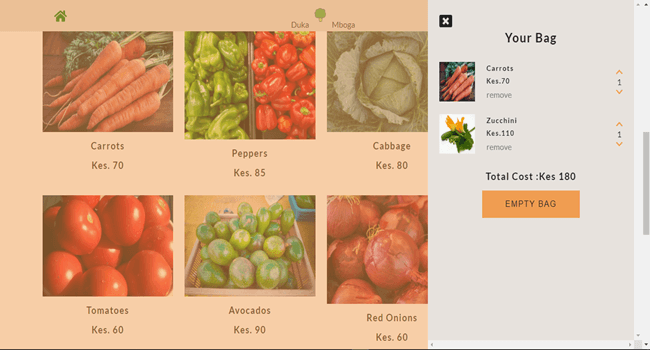 Duka Mboga
Carrots
Kes. 70
Peppers
Kes. 85
Cabbage
Kes. 80
Tomatoes
Kes. 60
Avocados
Kes. 90
Red Onions
Kes. 60
Your Bag
Carrots
Kes.70
remove
1
Zucchini
Kes.110
remove
1
Total Cost :Kes 180
EMPTY BAG